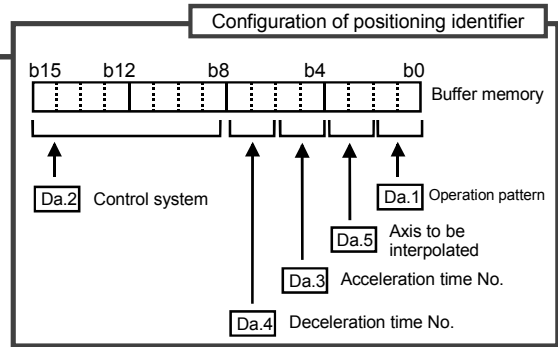 Configuration of positioning identifier
b15 b12 b8 b4 b0
Buffer memory
Da.2 Control system
Da.1 Operation pattern
Da.5 Axis to be
interpolated
Da.3 Acceleration time No.
Da.4 Deceleration time No.